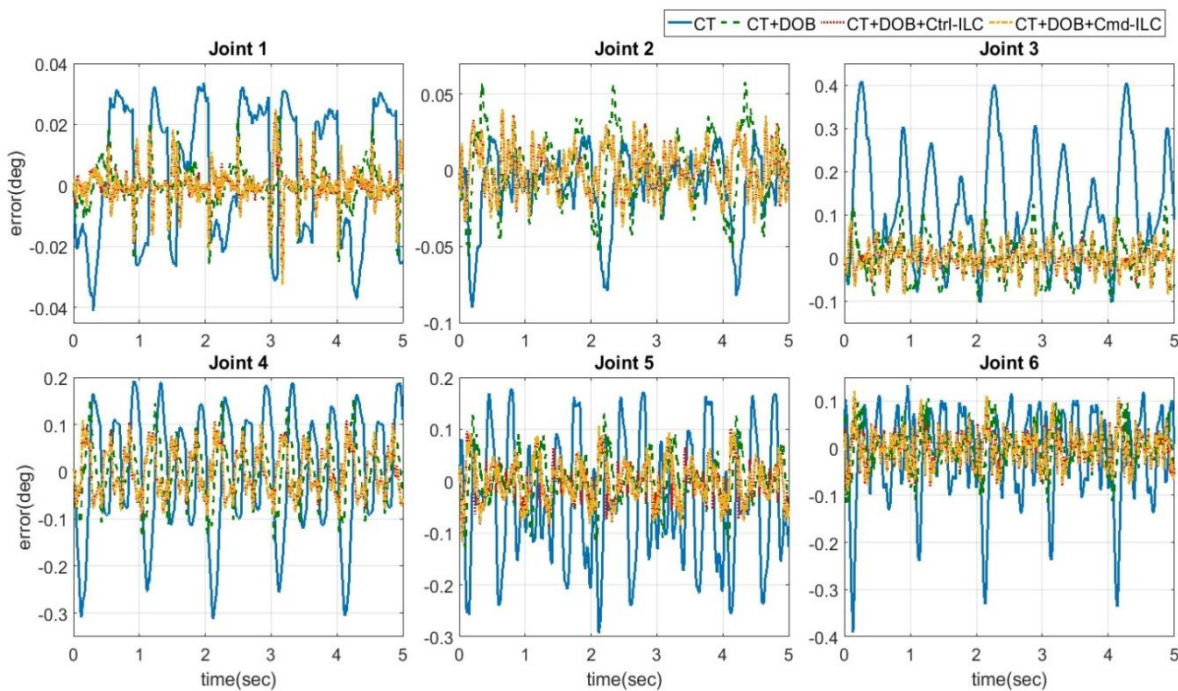 CT CT+DOB CT+DOB+Ctrl-ILC CT+DOB+Cmd-ILC
Joint 1 Joint 2 Joint 3
0.04
0.02
0
-0.02
-0.04
error(deg)
0 1 2 3 4 5
0.05
0
-0.05
-0.1
0 1 2 3 4 5
0.4
0.3
0.2
0.1
0
-0.1
0 1 2 3 4 5
Joint 4 Joint 5 Joint 6
0.2
0.1
0
-0.1
-0.2
-0.3
error(deg)
0 1 2 3 4 5
time(sec)
0.2
0.1
0
-0.1
-0.2
-0.3
0 1 2 3 4 5
time(sec)
0.1
0
-0.1
-0.2
-0.3
-0.4
0 1 2 3 4 5
time(sec)